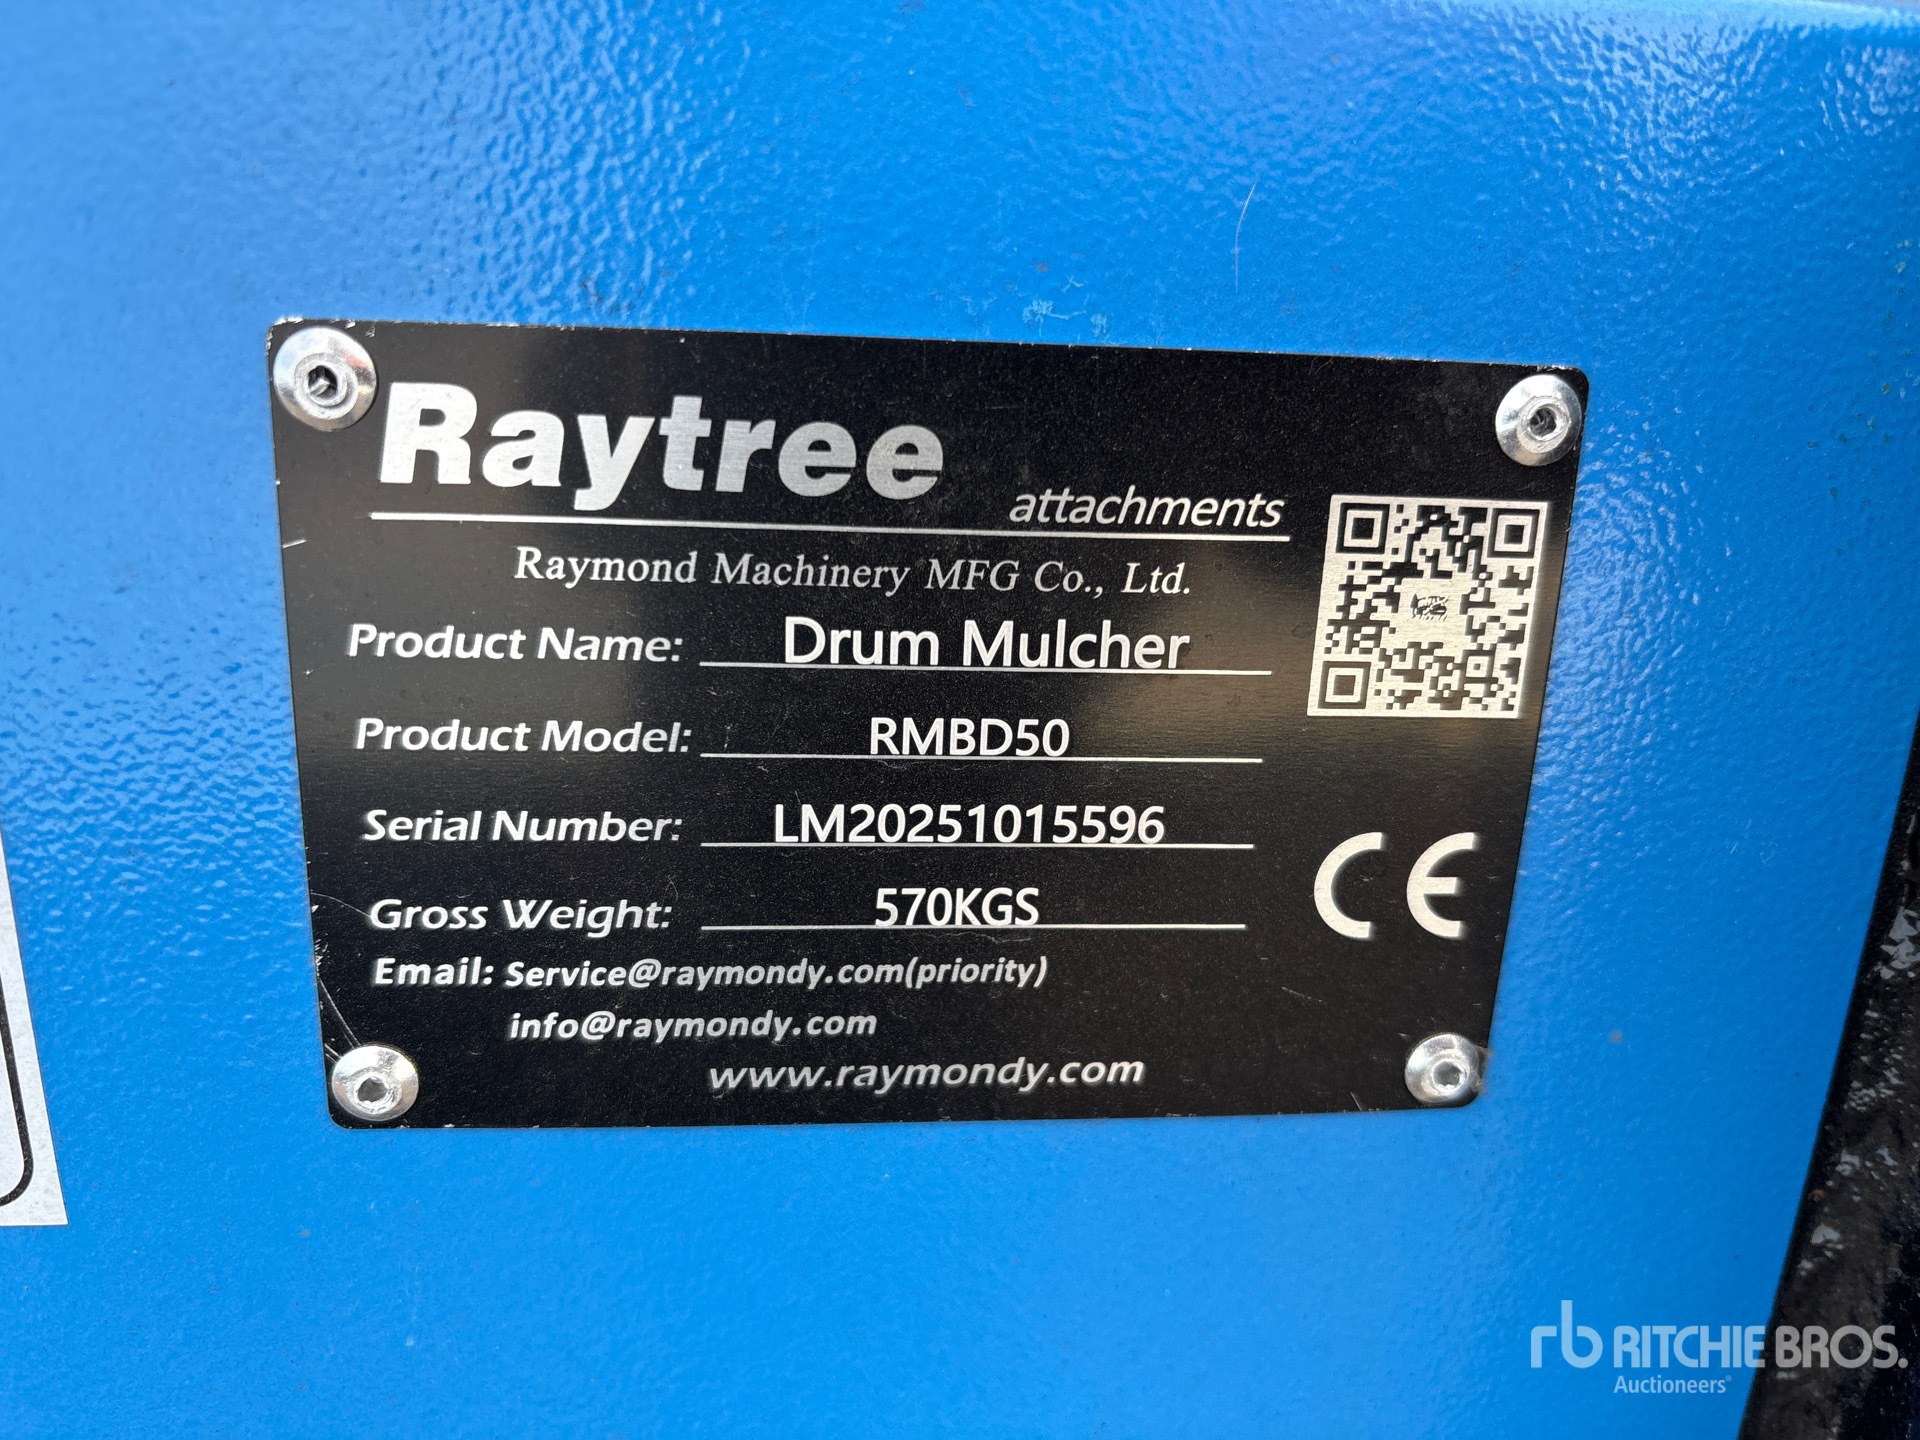 Raytree
attachments
Raymond Machinery MFG Co., Ltd.
Product Name: Drum Mulcher
Product Model: RMBD50
Serial Number: LM20251015596
Gross Weight: 570KGS
CE
Email: Service@raymondy.com(priority)
info@raymondy.com
www.raymondy.com
rb RITCHIE BROS.
Auctioneers